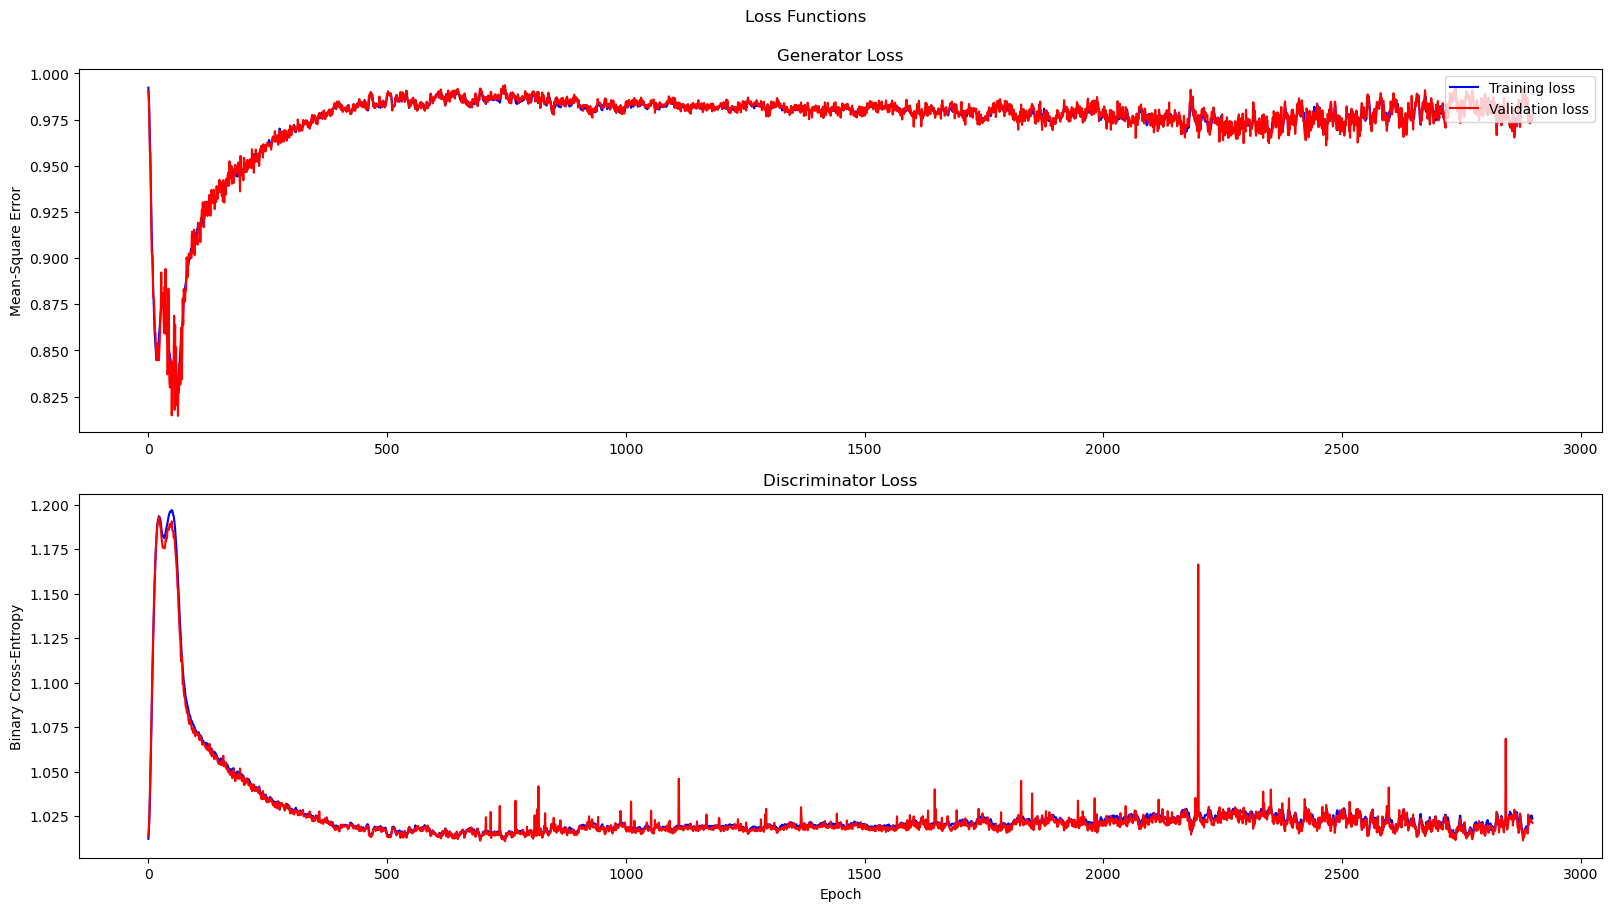 Loss Functions
Generator Loss
Mean-Square Error
1.000
0.975
0.950
0.925
0.900
0.875
0.850
0.825
Training loss
Validation loss
0 500 1000 1500 2000 2500 3000
Discriminator Loss
Binary Cross-Entropy
1.200
1.175
1.150
1.125
1.100
1.075
1.050
1.025
0 500 1000 1500 2000 2500 3000
Epoch